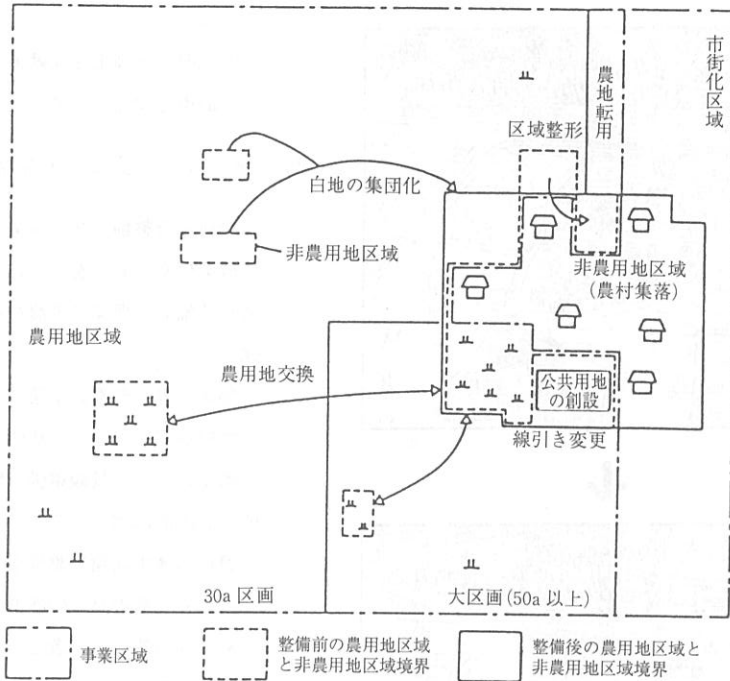 市街化区域
農地転用
区域整形
白地の集団化
非農用地区域
非農用地区域
(農村集落)
農用地区域
農用地交換
公共用地
の創設
線引き変更
30a 区画
大区画(50a 以上)
事業区域
整備前の農用地区域
と非農用地区域境界
整備後の農用地区域と
非農用地区域境界